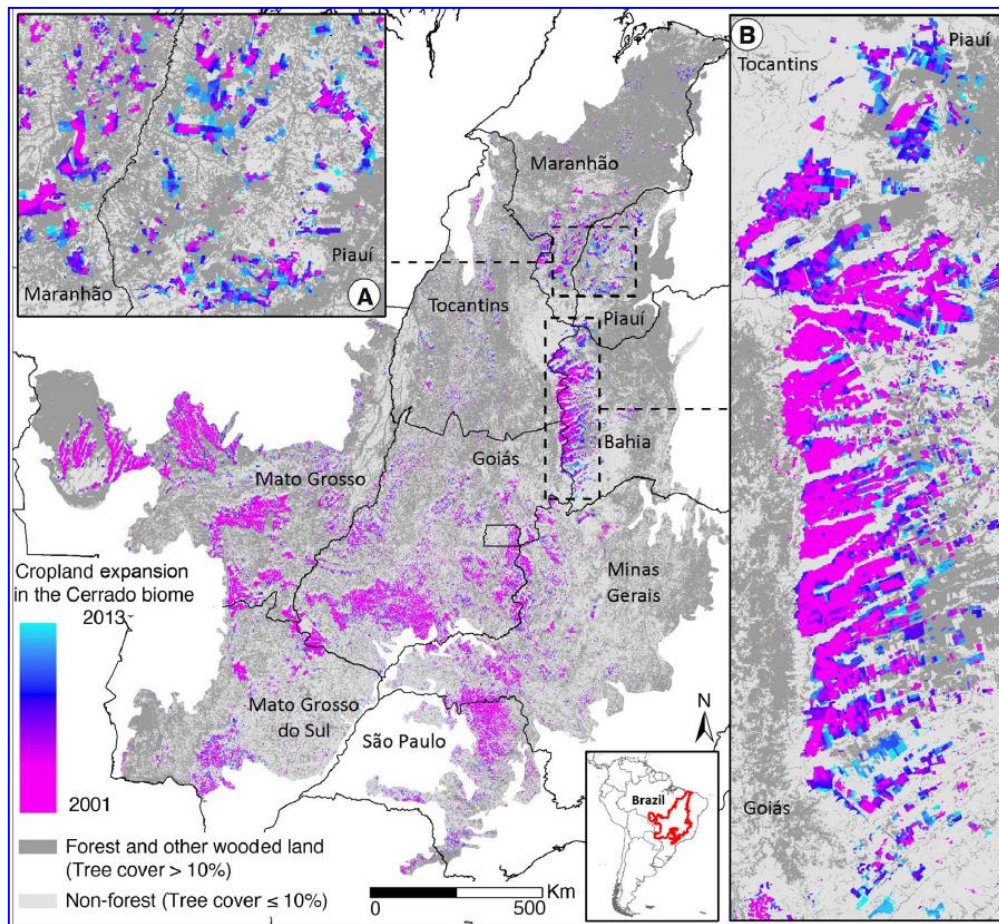 A
Maranhão
Piauí
B
Tocantins
Piauí
Goiás
Maranhão
Tocantins
Piauí
Bahia
Goiás
Mato Grosso
Minas
Gerais
Mato Grosso
do Sul
São Paulo
Cropland expansion
in the Cerrado biome
2013
2001
Forest and other wooded land
(Tree cover > 10%)
Non-forest (Tree cover ≤ 10%)
N
Km
0 500
Brazil